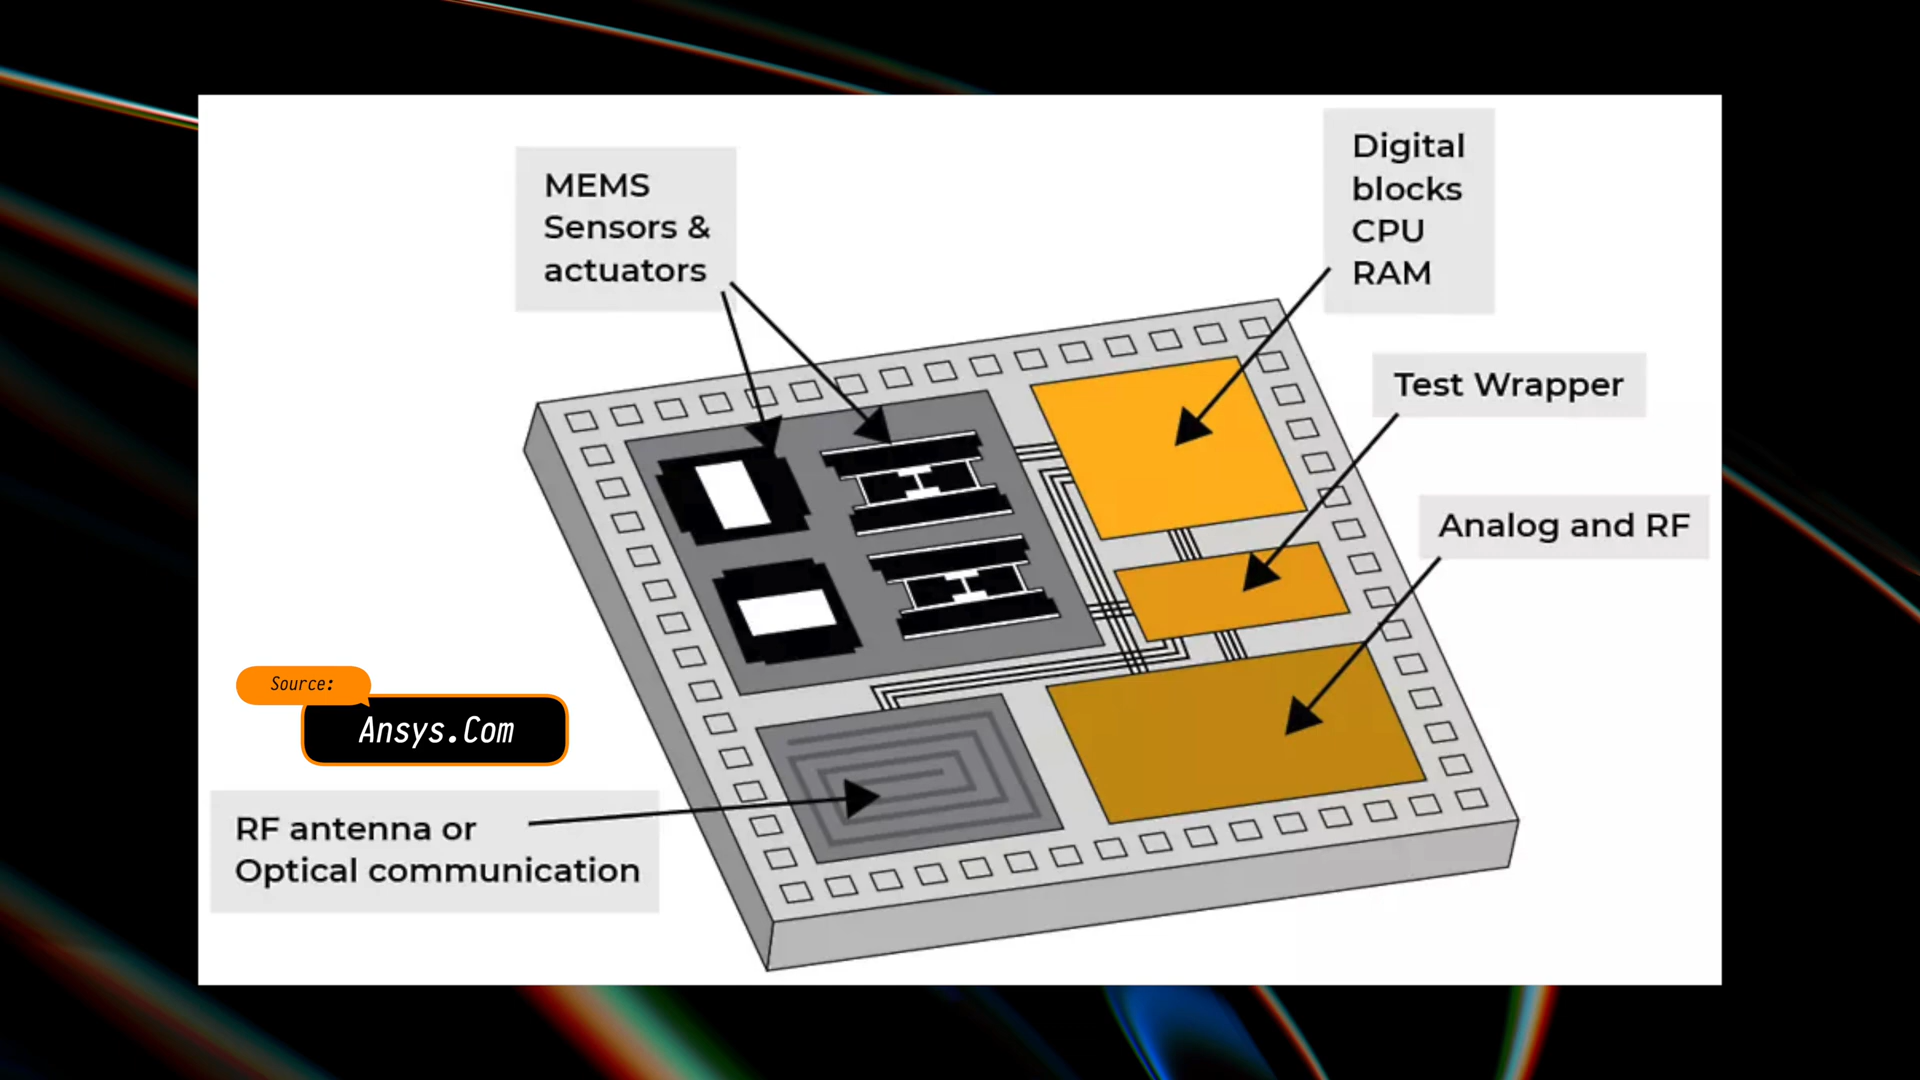 MEMS
Sensors &
actuators
Digital
blocks
CPU
RAM
Test Wrapper
Analog and RF
Source:
Ansys.Com
RF antenna or
Optical communication